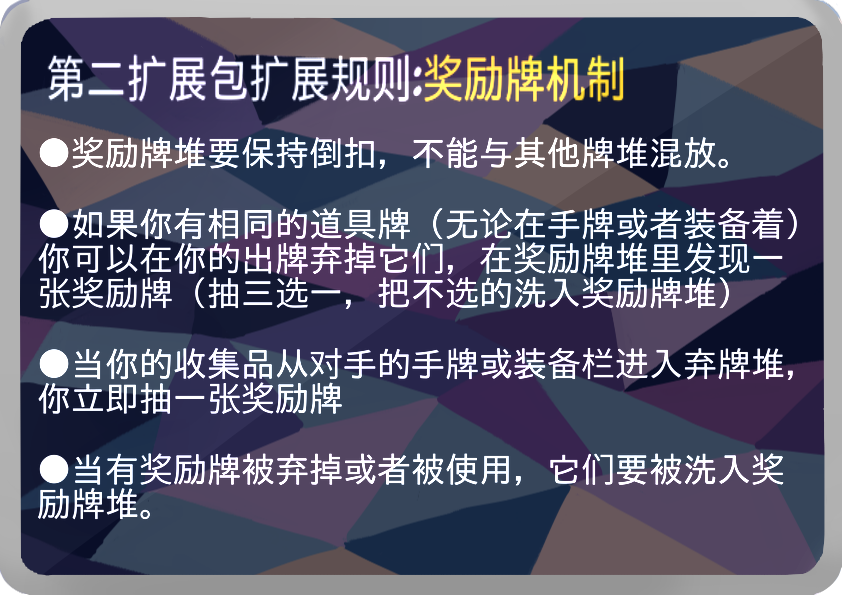 第二扩展包扩展规则:奖励牌机制
●奖励牌堆要保持倒扣，不能与其他牌堆混放。
●如果你有相同的道具牌（无论在手牌或者装备着）
你可以在你的出牌弃掉它们，在奖励牌堆里发现一
张奖励牌（抽三选一，把不选的洗入奖励牌堆）
●当你的收集品从对手的手牌或装备栏进入弃牌堆，
你立即抽一张奖励牌
●当有奖励牌被弃掉或者被使用，它们要被洗入奖
励牌堆。